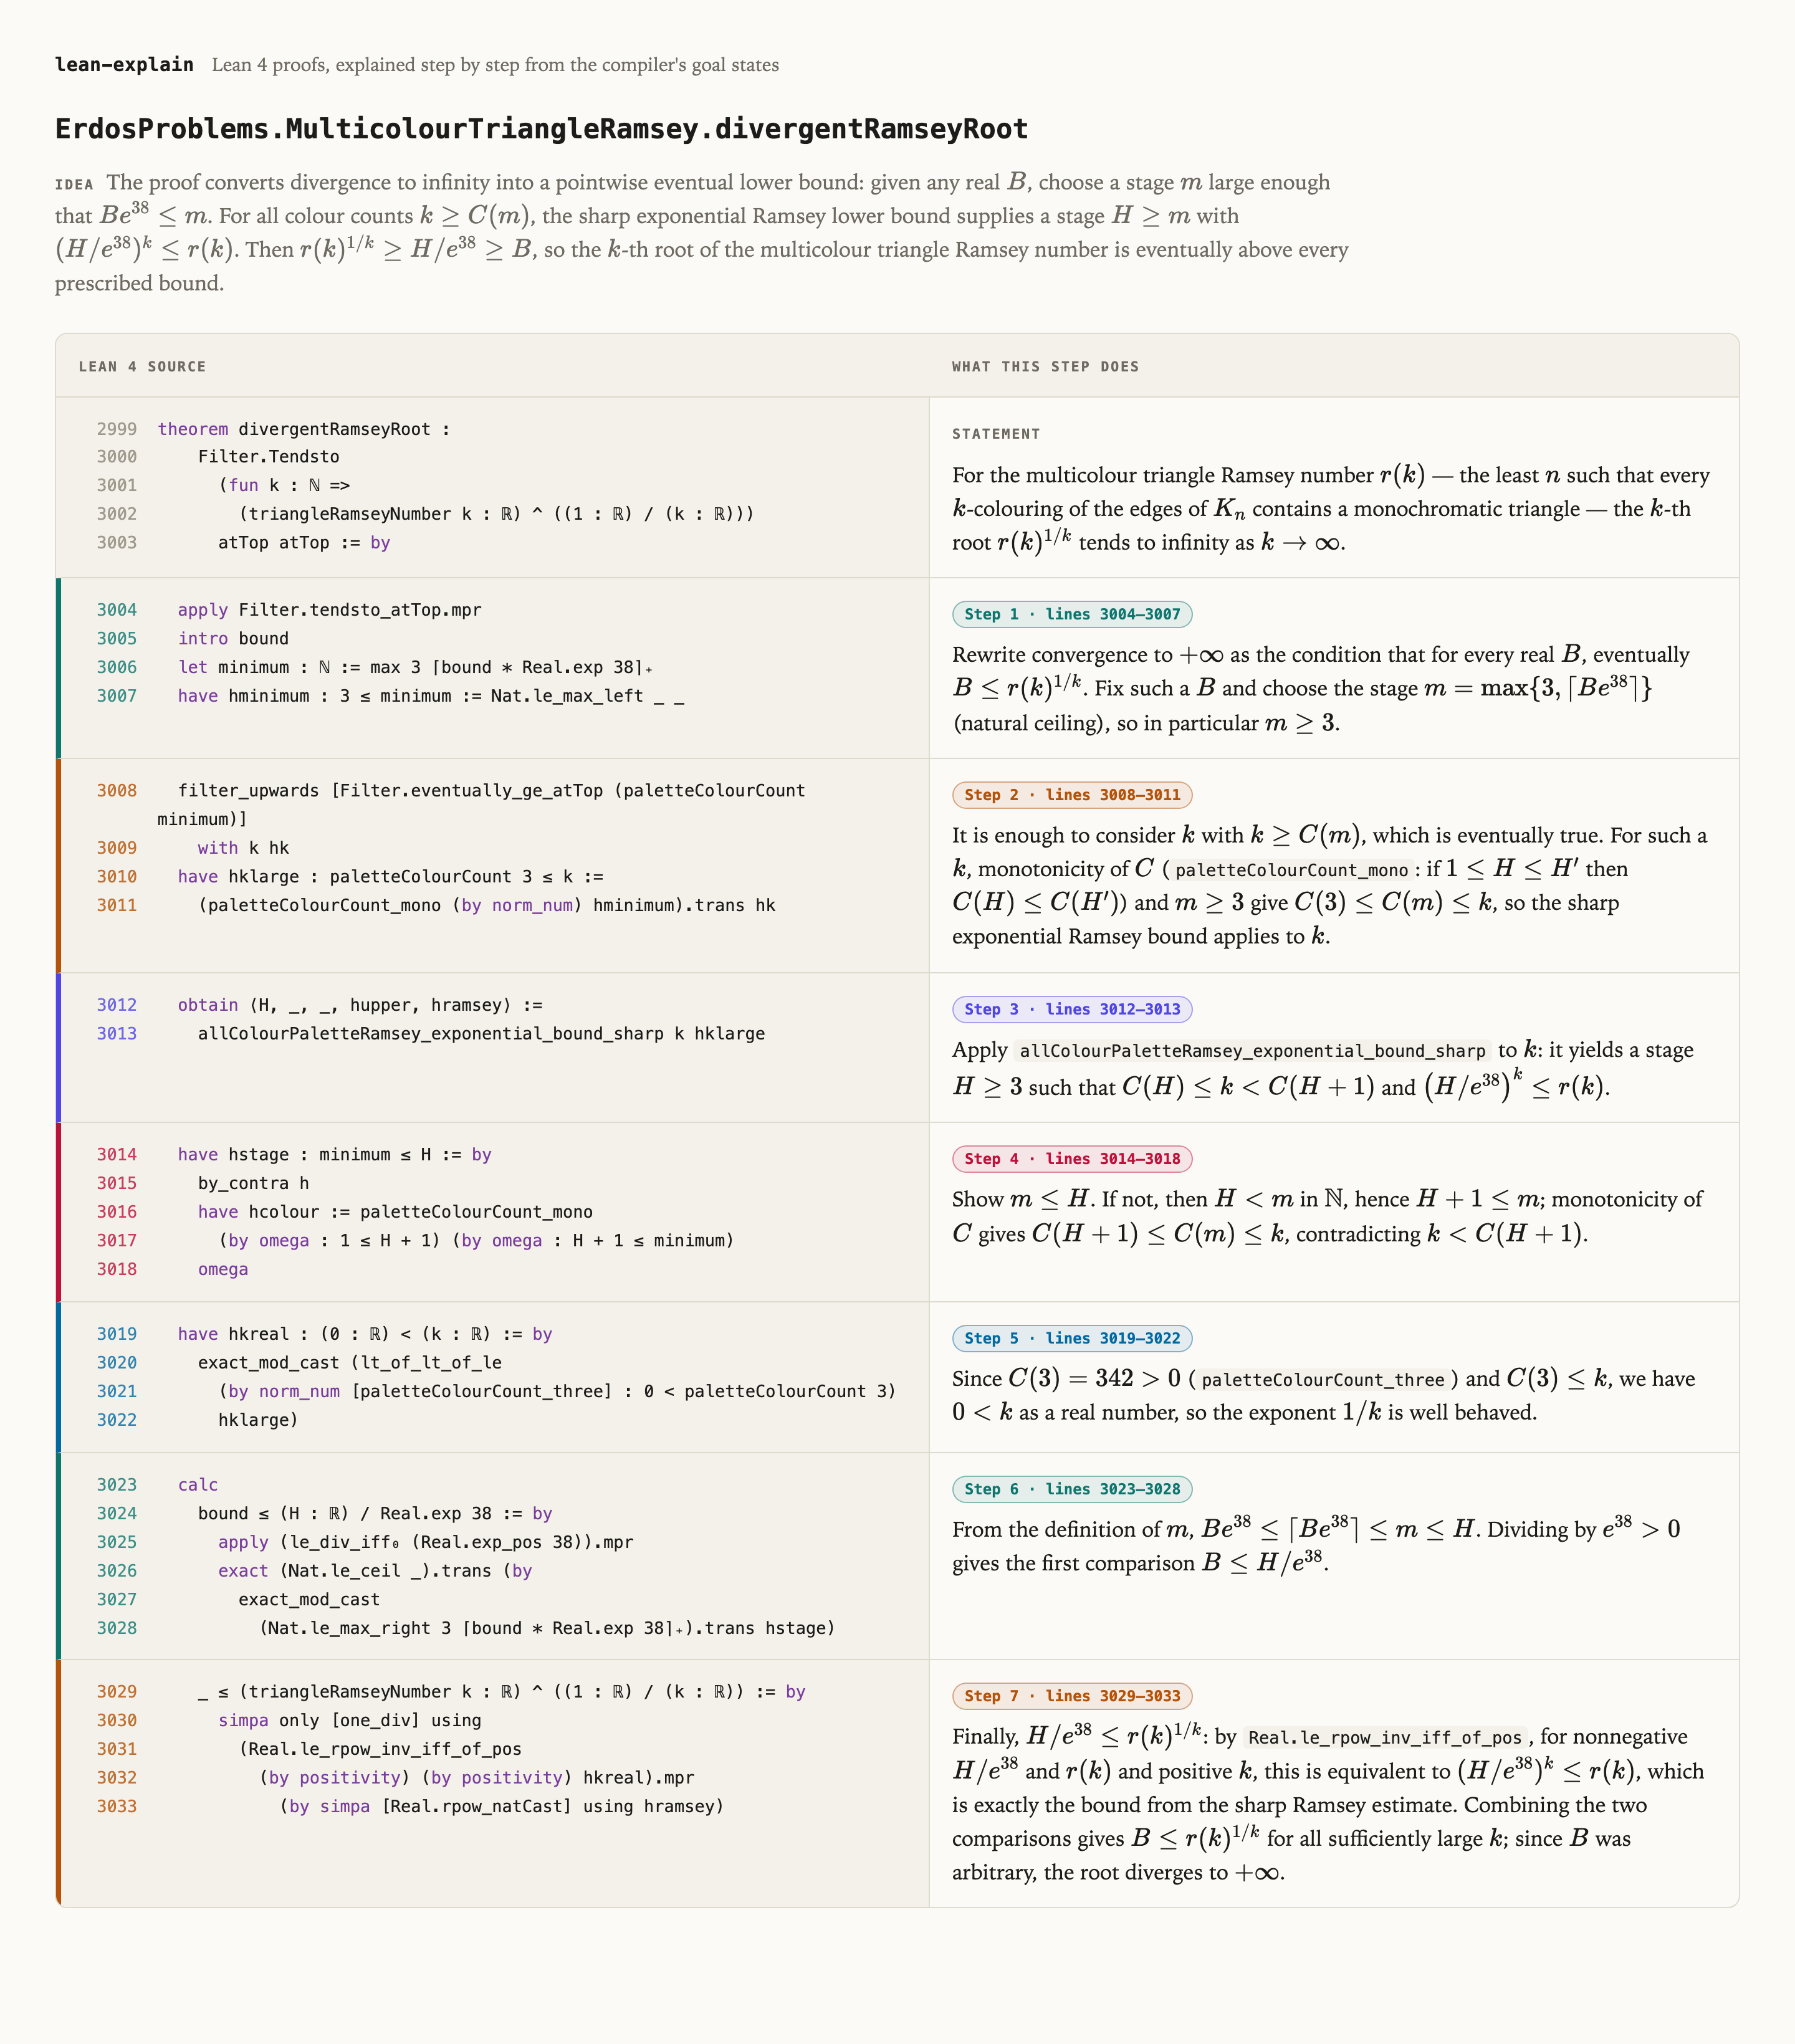 lean-explain Lean 4 proofs, explained step by step from the compiler's goal states
ErdosProblems.MulticolourTriangleRamsey.divergentRamseyRoot
IDEA The proof converts divergence to infinity into a pointwise eventual lower bound: given any real B, choose a stage m large enough
that Be³⁸ ≤ m. For all colour counts k ≥ C(m), the sharp exponential Ramsey lower bound supplies a stage H ≥ m with
(H/e³⁸)ᵏ ≤ r(k). Then r(k)^{1/k} ≥ H/e³⁸ ≥ B, so the k-th root of the multicolour triangle Ramsey number is eventually above every
prescribed bound.
LEAN 4 SOURCE
WHAT THIS STEP DOES
2999 theorem divergentRamseyRoot :
3000 Filter.Tendsto
3001 (fun k : ℕ =>
3002 (triangleRamseyNumber k : ℝ) ^ ((1 : ℝ) / (k : ℝ)))
3003 atTop atTop := by
STATEMENT
For the multicolour triangle Ramsey number r(k) — the least n such that every
k-colouring of the edges of Kₙ contains a monochromatic triangle — the k-th
root r(k)^{1/k} tends to infinity as k → ∞.
3004 apply Filter.tendsto_atTop.mpr
3005 intro bound
3006 let minimum : ℕ := max 3 ⌈bound * Real.exp 38⌉₊
3007 have hminimum : 3 ≤ minimum := Nat.le_max_left _ _
Step 1 · lines 3004–3007
Rewrite convergence to +∞ as the condition that for every real B, eventually
B ≤ r(k)^{1/k}. Fix such a B and choose the stage m = max{3, ⌈Be³⁸⌉}
(natural ceiling), so in particular m ≥ 3.
3008 filter_upwards [Filter.eventually_ge_atTop (paletteColourCount
minimum)]
3009 with k hk
3010 have hklarge : paletteColourCount 3 ≤ k :=
3011 (paletteColourCount_mono (by norm_num) hminimum).trans hk
Step 2 · lines 3008–3011
It is enough to consider k with k ≥ C(m), which is eventually true. For such a
k, monotonicity of C (paletteColourCount_mono: if 1 ≤ H ≤ H′ then
C(H) ≤ C(H′)) and m ≥ 3 give C(3) ≤ C(m) ≤ k, so the sharp
exponential Ramsey bound applies to k.
3012 obtain ⟨H, _, _, hupper, hramsey⟩ :=
3013 allColourPaletteRamsey_exponential_bound_sharp k hklarge
Step 3 · lines 3012–3013
Apply allColourPaletteRamsey_exponential_bound_sharp to k: it yields a stage
H ≥ 3 such that C(H) ≤ k < C(H + 1) and (H/e³⁸)ᵏ ≤ r(k).
3014 have hstage : minimum ≤ H := by
3015 by_contra h
3016 have hcolour := paletteColourCount_mono
3017 (by omega : 1 ≤ H + 1) (by omega : H + 1 ≤ minimum)
3018 omega
Step 4 · lines 3014–3018
Show m ≤ H. If not, then H < m in ℕ, hence H + 1 ≤ m; monotonicity of
C gives C(H + 1) ≤ C(m) ≤ k, contradicting k < C(H + 1).
3019 have hkreal : (0 : ℝ) < (k : ℝ) := by
3020 exact_mod_cast (lt_of_lt_of_le
3021 (by norm_num [paletteColourCount_three] : 0 < paletteColourCount 3)
3022 hklarge)
Step 5 · lines 3019–3022
Since C(3) = 342 > 0 (paletteColourCount_three) and C(3) ≤ k, we have
0 < k as a real number, so the exponent 1/k is well behaved.
3023 calc
3024 bound ≤ (H : ℝ) / Real.exp 38 := by
3025 apply (le_div_iff₀ (Real.exp_pos 38)).mpr
3026 exact (Nat.le_ceil _).trans (by
3027 exact_mod_cast
3028 (Nat.le_max_right 3 ⌈bound * Real.exp 38⌉₊).trans hstage)
Step 6 · lines 3023–3028
From the definition of m, Be³⁸ ≤ ⌈Be³⁸⌉ ≤ m ≤ H. Dividing by e³⁸ > 0
gives the first comparison B ≤ H/e³⁸.
3029 _ ≤ (triangleRamseyNumber k : ℝ) ^ ((1 : ℝ) / (k : ℝ)) := by
3030 simpa only [one_div] using
3031 (Real.le_rpow_inv_iff_of_pos
3032 (by positivity) (by positivity) hkreal).mpr
3033 (by simpa [Real.rpow_natCast] using hramsey)
Step 7 · lines 3029–3033
Finally, H/e³⁸ ≤ r(k)^{1/k}: by Real.le_rpow_inv_iff_of_pos, for nonnegative
H/e³⁸ and r(k) and positive k, this is equivalent to (H/e³⁸)ᵏ ≤ r(k), which
is exactly the bound from the sharp Ramsey estimate. Combining the two
comparisons gives B ≤ r(k)^{1/k} for all sufficiently large k; since B was
arbitrary, the root diverges to +∞.